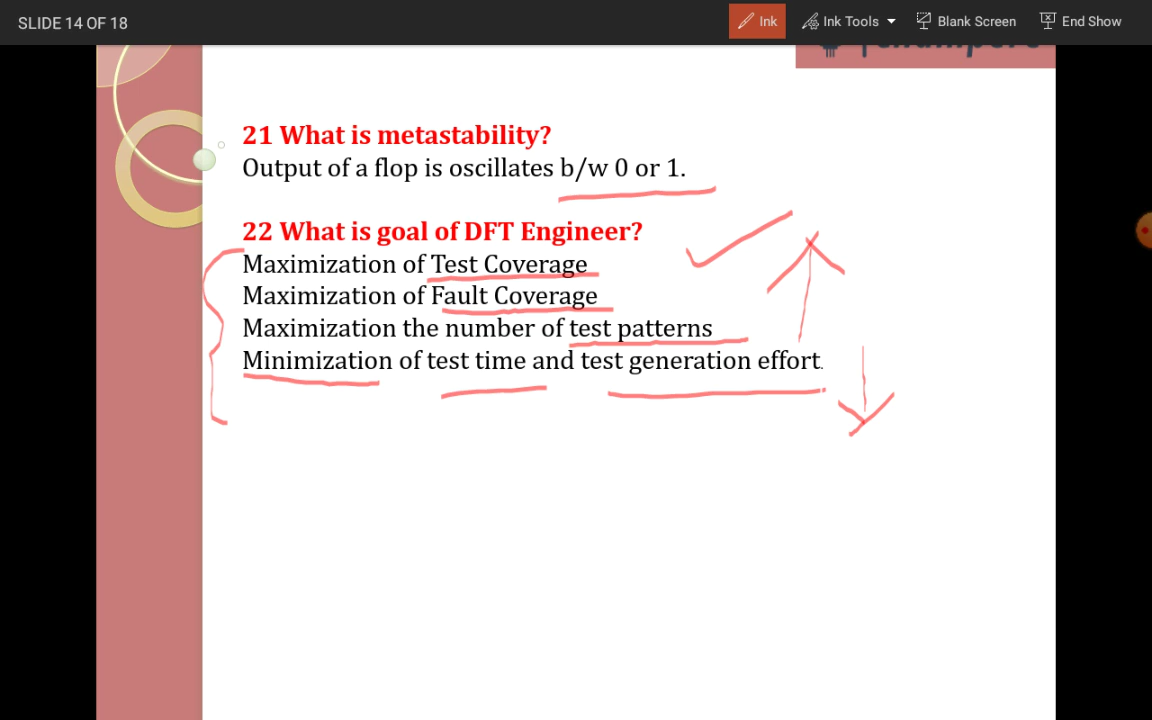 SLIDE 14 OF 18
Ink
Ink Tools
Blank Screen
End Show
21 What is metastability?
Output of a flop is oscillates b/w 0 or 1.
22 What is goal of DFT Engineer?
Maximization of Test Coverage
Maximization of Fault Coverage
Maximization the number of test patterns
Minimization of test time and test generation effort.